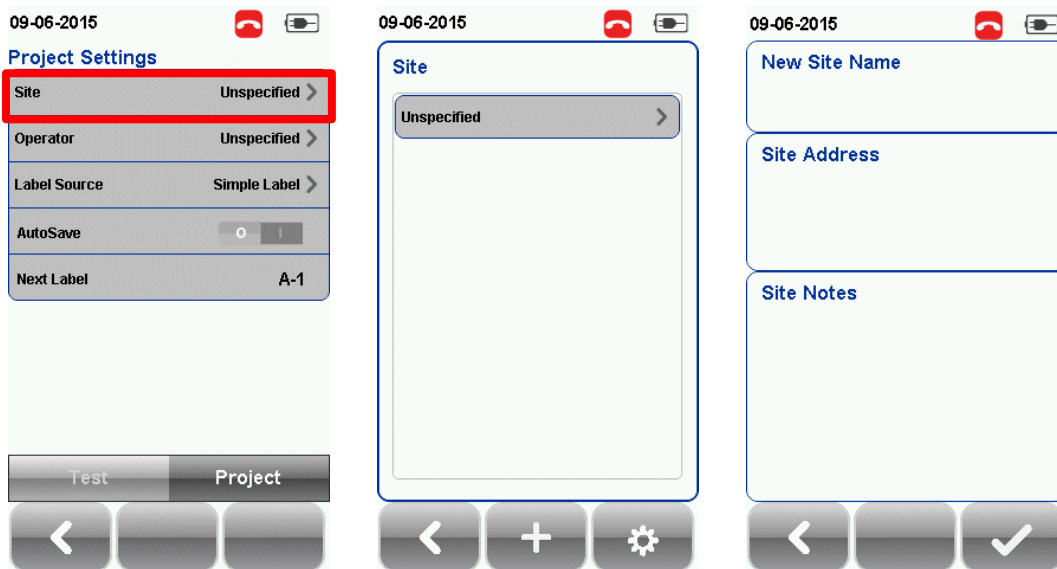 09-06-2015
Project Settings
Site Unspecified
Operator Unspecified
Label Source Simple Label
AutoSave O I
Next Label A-1
Test Project
09-06-2015
Site
Unspecified
09-06-2015
New Site Name
Site Address
Site Notes